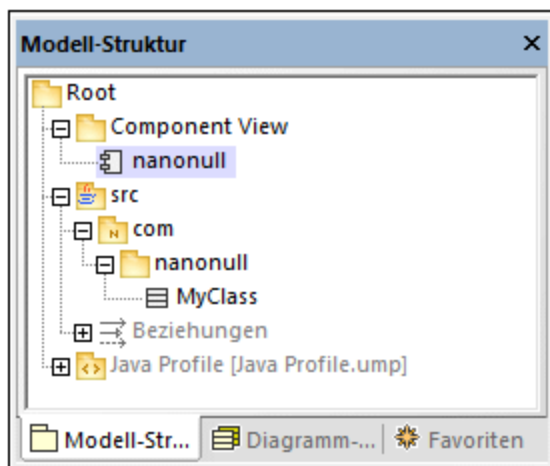 Modell-Struktur
Root
Component View
nanonull
src
com
nanonull
MyClass
Beziehungen
Java Profile [Java Profile.ump]
Modell-Str... Diagramm-... Favoriten